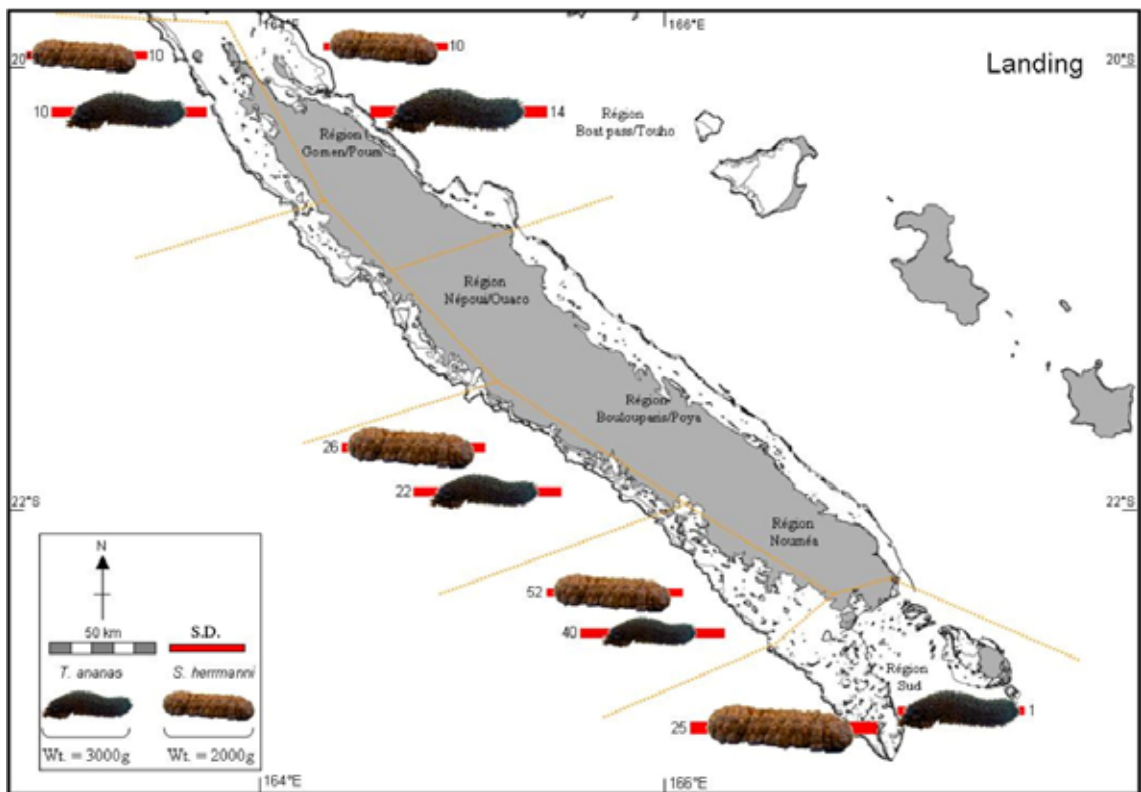 164°E
166°E
Landing
20
20°S
10
10
10
14
Région
Boat pass/Touho
Région
Gomen/Poum
Région
Népoui/Ouaco
Région
Boulouparis/Poya
26
22
22°S
22°S
Région
Nouméa
52
40
Région
Sud
1
25
N
50 km
S.D.
T. ananas
S. herrmanni
Wt. = 3000g
Wt. = 2000g
164°E
166°E